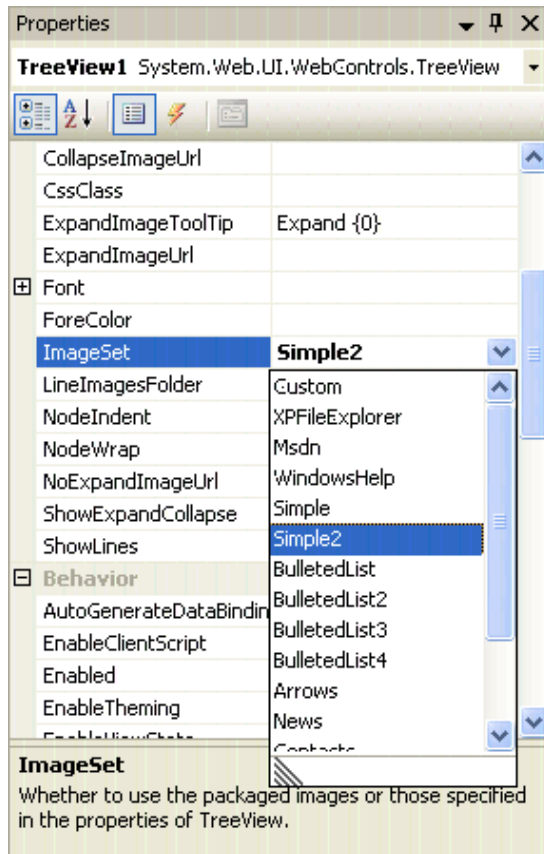 Properties
TreeView1 System.Web.UI.WebControls.TreeView
CollapseImageUrl
CssClass
ExpandImageToolTip Expand {0}
ExpandImageUrl
Font
ForeColor
ImageSet Simple2
LineImagesFolder
NodeIndent
NodeWrap
NoExpandImageUrl
ShowExpandCollapse
ShowLines
Behavior
AutoGenerateDataBindin
EnableClientScript
Enabled
EnableTheming
EnableViewState
Custom
XPFileExplorer
Msdn
WindowsHelp
Simple
Simple2
BulletedList
BulletedList2
BulletedList3
BulletedList4
Arrows
News
Contacts
ImageSet
Whether to use the packaged images or those specified
in the properties of TreeView.